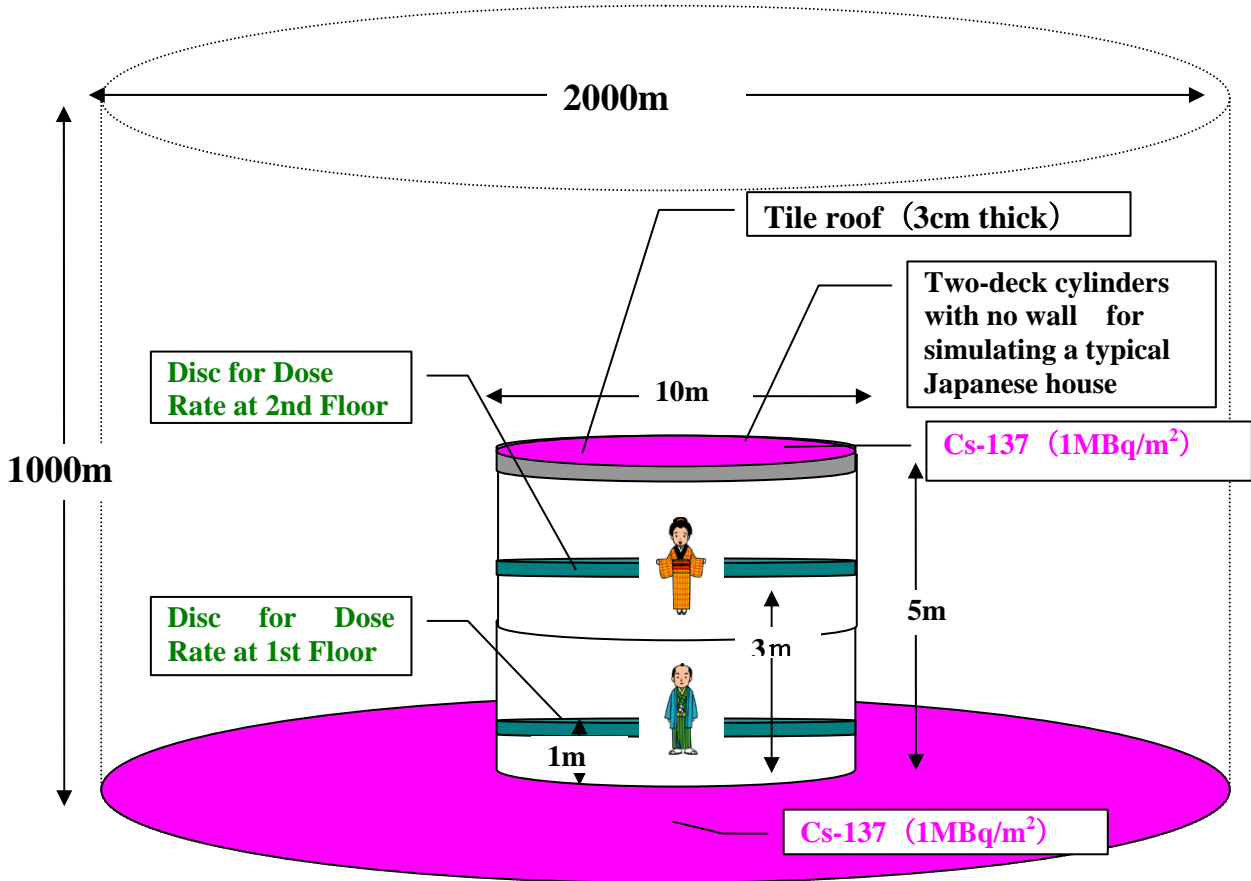 2000m
Tile roof（3cm thick）
Two-deck cylinders
with no wall for
simulating a typical
Japanese house
Disc for Dose
Rate at 2nd Floor
10m
Cs-137（1MBq/m²）
1000m
5m
Disc for Dose
Rate at 1st Floor
3m
1m
Cs-137（1MBq/m²）